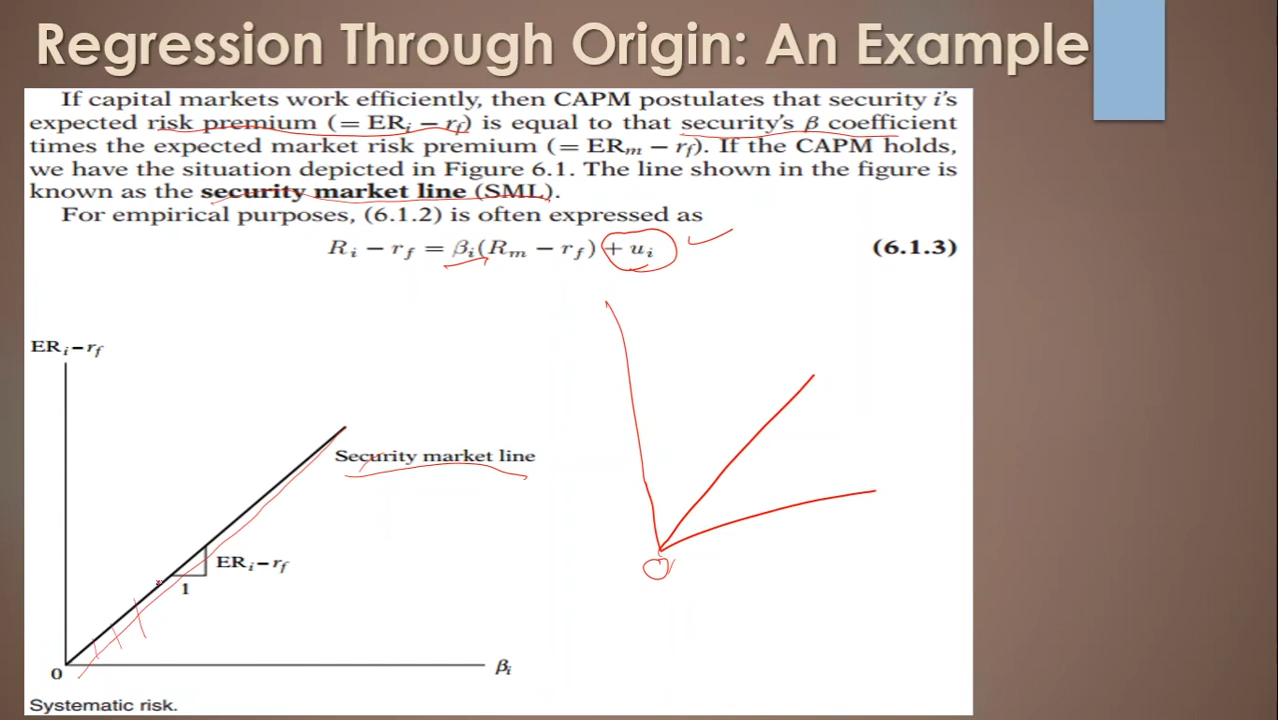 Regression Through Origin: An Example
If capital markets work efficiently, then CAPM postulates that security i's
expected risk premium (= ERᵢ − r_f) is equal to that security's β coefficient
times the expected market risk premium (= ERₘ − r_f). If the CAPM holds,
we have the situation depicted in Figure 6.1. The line shown in the figure is
known as the security market line (SML).
For empirical purposes, (6.1.2) is often expressed as
Rᵢ − r_f = βᵢ(Rₘ − r_f) + uᵢ (6.1.3)
ERᵢ − r_f
Security market line
ERᵢ − r_f
1
0
βᵢ
Systematic risk.